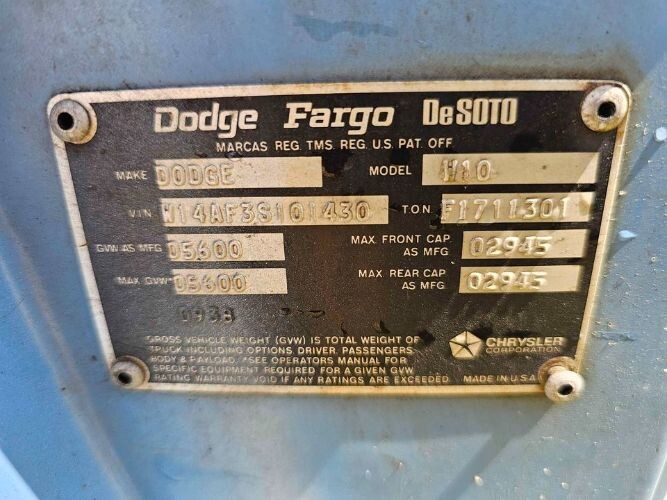 Dodge Fargo DeSOTO
MARCAS REG. TMS. REG. U.S. PAT. OFF.
MAKE DODGE MODEL W10
VIN W14AF3S101430 TON F1711301
GVW AS MFG 05600 MAX. FRONT CAP AS MFG 02945
MAX. GVW 05600 MAX. REAR CAP AS MFG 02945
0938
GROSS VEHICLE WEIGHT (GVW) IS TOTAL WEIGHT OF
TRUCK INCLUDING OPTIONS, DRIVER, PASSENGERS
BODY & PAYLOAD. *SEE OPERATORS MANUAL FOR
SPECIFIC EQUIPMENT REQUIRED FOR A GIVEN GVW
RATING WARRANTY VOID IF ANY RATINGS ARE EXCEEDED
CHRYSLER
CORPORATION
MADE IN U.S.A.